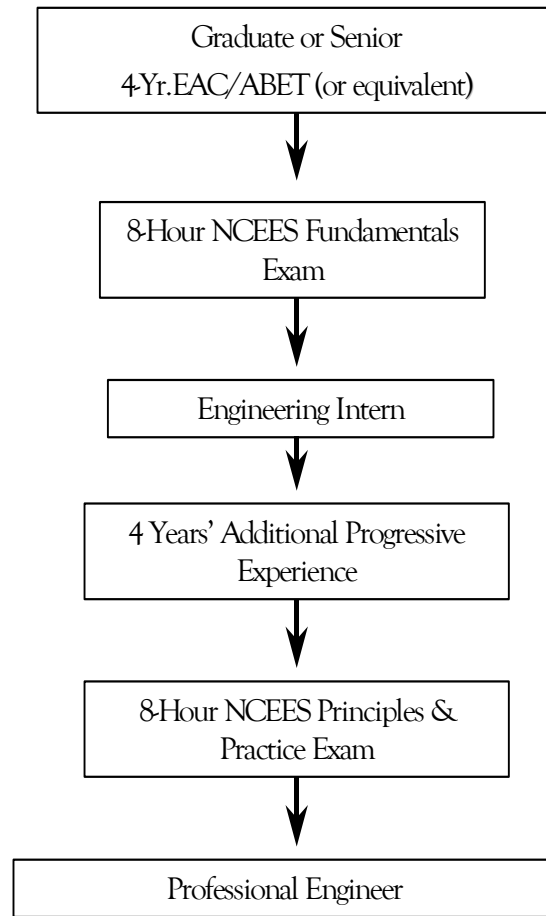 Graduate or Senior
4-Yr.EAC/ABET (or equivalent)
8-Hour NCEES Fundamentals
Exam
Engineering Intern
4 Years’ Additional Progressive
Experience
8-Hour NCEES Principles &
Practice Exam
Professional Engineer